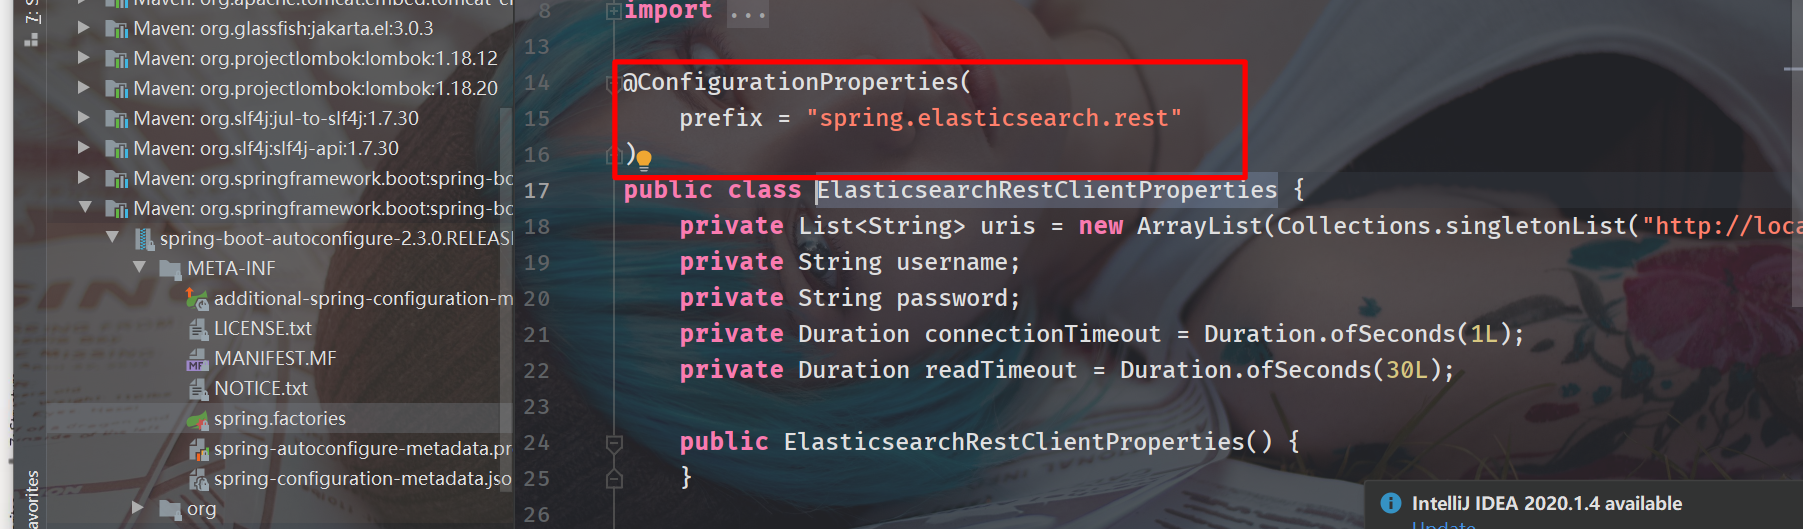 7:
Maven: org.apache.tomcat.embed:tomcat-e
Maven: org.glassfish:jakarta.el:3.0.3
Maven: org.projectlombok:lombok:1.18.12
Maven: org.projectlombok:lombok:1.18.20
Maven: org.slf4j:jul-to-slf4j:1.7.30
Maven: org.slf4j:slf4j-api:1.7.30
Maven: org.springframework.boot:spring-bo
Maven: org.springframework.boot:spring-bo
spring-boot-autoconfigure-2.3.0.RELEASE
META-INF
additional-spring-configuration-m
LICENSE.txt
MF MANIFEST.MF
NOTICE.txt
spring.factories
spring-autoconfigure-metadata.pr
spring-configuration-metadata.jso
org
avorites
8 import ...
13
14 @ConfigurationProperties(
15 prefix = "spring.elasticsearch.rest"
16 )
17 public class ElasticsearchRestClientProperties {
18 private List<String> uris = new ArrayList(Collections.singletonList("http://loca
19 private String username;
20 private String password;
21 private Duration connectionTimeout = Duration.ofSeconds(1L);
22 private Duration readTimeout = Duration.ofSeconds(30L);
23
24 public ElasticsearchRestClientProperties() {
25 }
26
IntelliJ IDEA 2020.1.4 available
Update